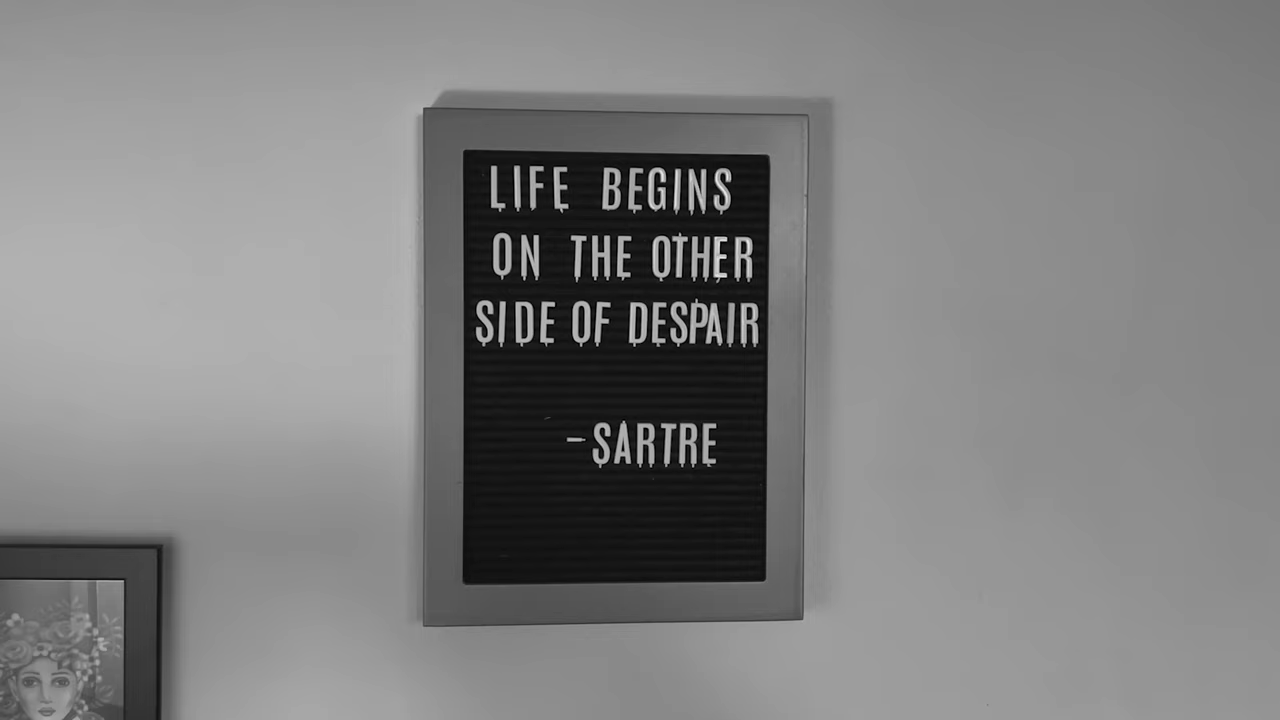 LIFE BEGINS
ON THE OTHER
SIDE OF DESPAIR
-SARTRE